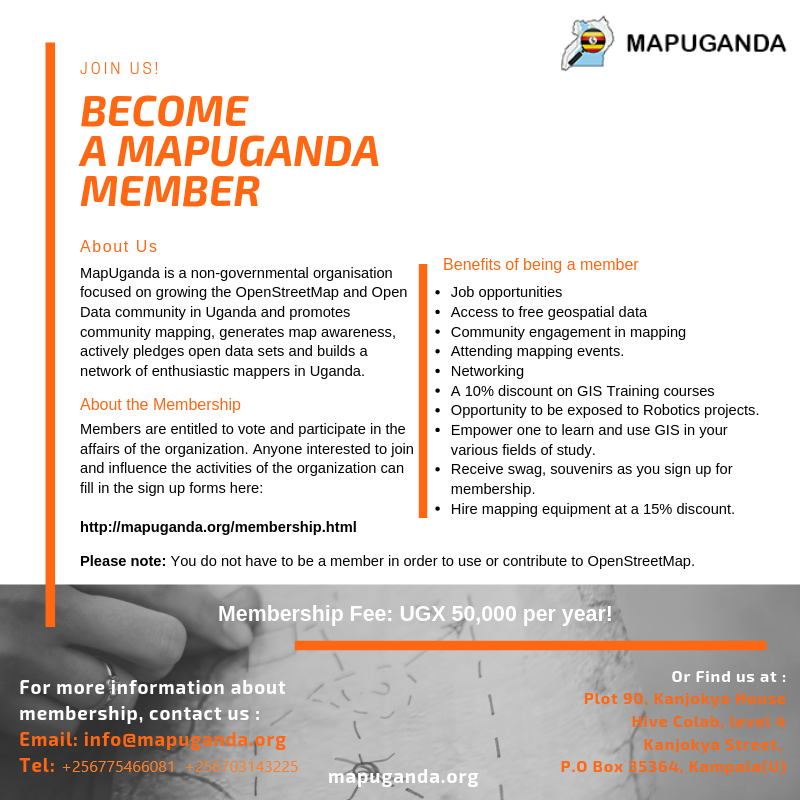 MAPUGANDA
JOIN US!
BECOME
A MAPUGANDA
MEMBER
About Us
MapUganda is a non-governmental organisation
focused on growing the OpenStreetMap and Open
Data community in Uganda and promotes
community mapping, generates map awareness,
actively pledges open data sets and builds a
network of enthusiastic mappers in Uganda.
About the Membership
Members are entitled to vote and participate in the
affairs of the organization. Anyone interested to join
and influence the activities of the organization can
fill in the sign up forms here:
http://mapuganda.org/membership.html
Benefits of being a member
• Job opportunities
• Access to free geospatial data
• Community engagement in mapping
• Attending mapping events.
• Networking
• A 10% discount on GIS Training courses
• Opportunity to be exposed to Robotics projects.
• Empower one to learn and use GIS in your
various fields of study.
• Receive swag, souvenirs as you sign up for
membership.
• Hire mapping equipment at a 15% discount.
Please note: You do not have to be a member in order to use or contribute to OpenStreetMap.
Membership Fee: UGX 50,000 per year!
For more information about
membership, contact us :
Email: info@mapuganda.org
Tel: +256775466081 +256703143225
mapuganda.org
Or Find us at :
Plot 90, Kanjokya House
Hive Colab, level 4
Kanjokya Street,
P.O Box 35364, Kampala(U)